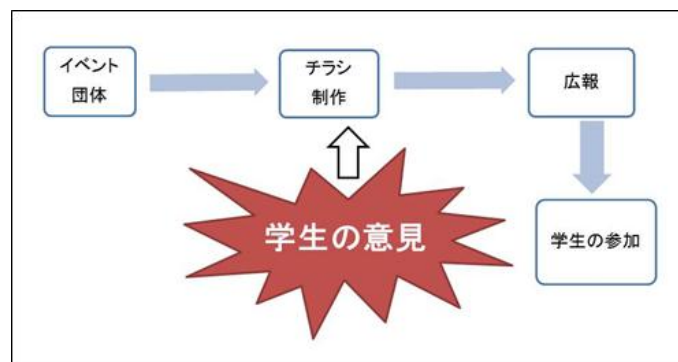 イベント
団体
チラシ
制作
広報
学生の意見
学生の参加